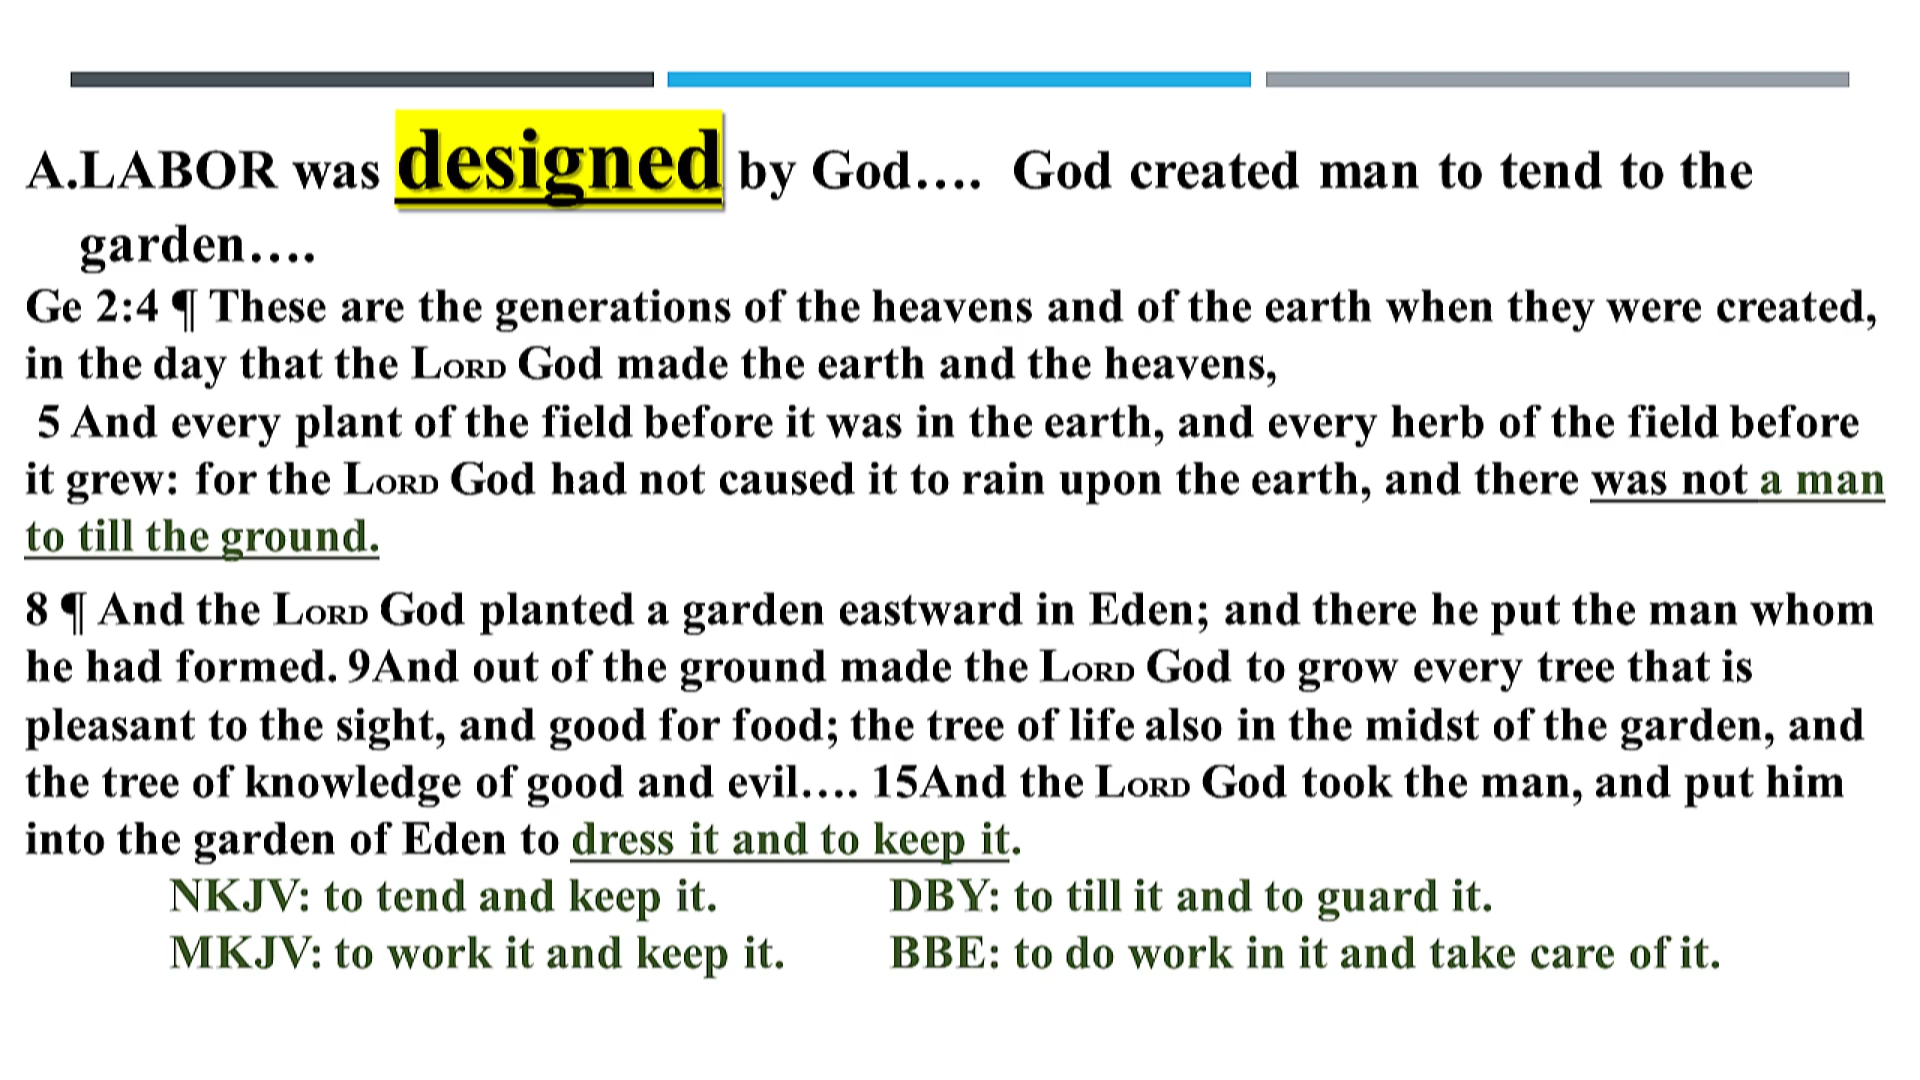 A.LABOR was designed by God.... God created man to tend to the
garden....
Ge 2:4 ¶ These are the generations of the heavens and of the earth when they were created,
in the day that the LORD God made the earth and the heavens,
5 And every plant of the field before it was in the earth, and every herb of the field before
it grew: for the LORD God had not caused it to rain upon the earth, and there was not a man
to till the ground.
8 ¶ And the LORD God planted a garden eastward in Eden; and there he put the man whom
he had formed. 9And out of the ground made the LORD God to grow every tree that is
pleasant to the sight, and good for food; the tree of life also in the midst of the garden, and
the tree of knowledge of good and evil.... 15And the LORD God took the man, and put him
into the garden of Eden to dress it and to keep it.
NKJV: to tend and keep it. DBY: to till it and to guard it.
MKJV: to work it and keep it. BBE: to do work in it and take care of it.